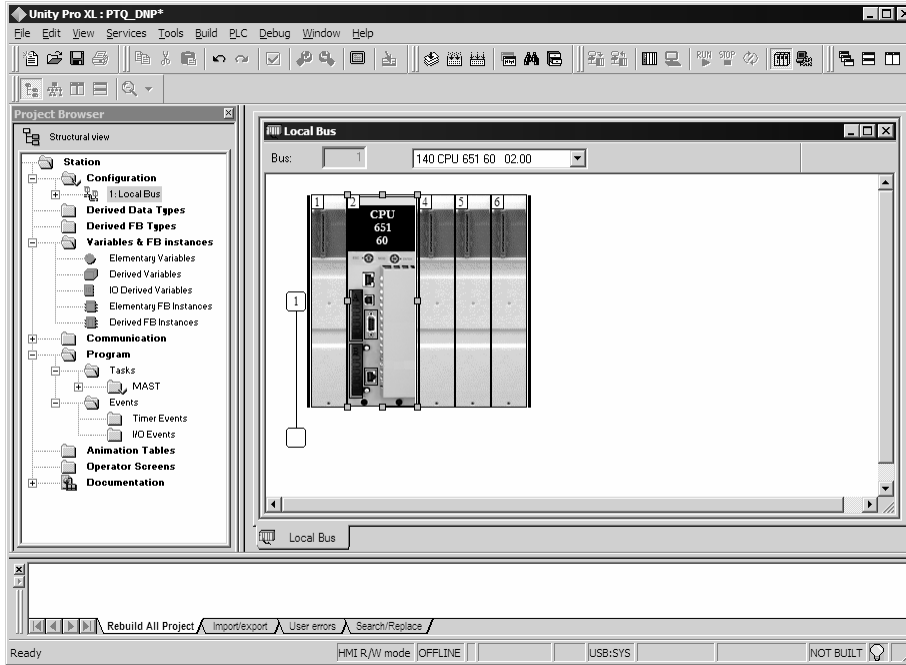 Unity Pro XL : PTQ_DNP*
File Edit View Services Tools Build PLC Debug Window Help
RUN STOP
Project Browser
Structural view
Station
Configuration
1: Local Bus
Derived Data Types
Derived FB Types
Variables & FB instances
Elementary Variables
Derived Variables
IO Derived Variables
Elementary FB Instances
Derived FB Instances
Communication
Program
Tasks
MAST
Events
Timer Events
I/O Events
Animation Tables
Operator Screens
Documentation
Local Bus
Bus: 1 140 CPU 651 60 02.00
1 2 4 5 6
CPU
651
60
1
Local Bus
Rebuild All Project Import/export User errors Search/Replace
Ready HMI R/W mode OFFLINE USB:SYS NOT BUILT